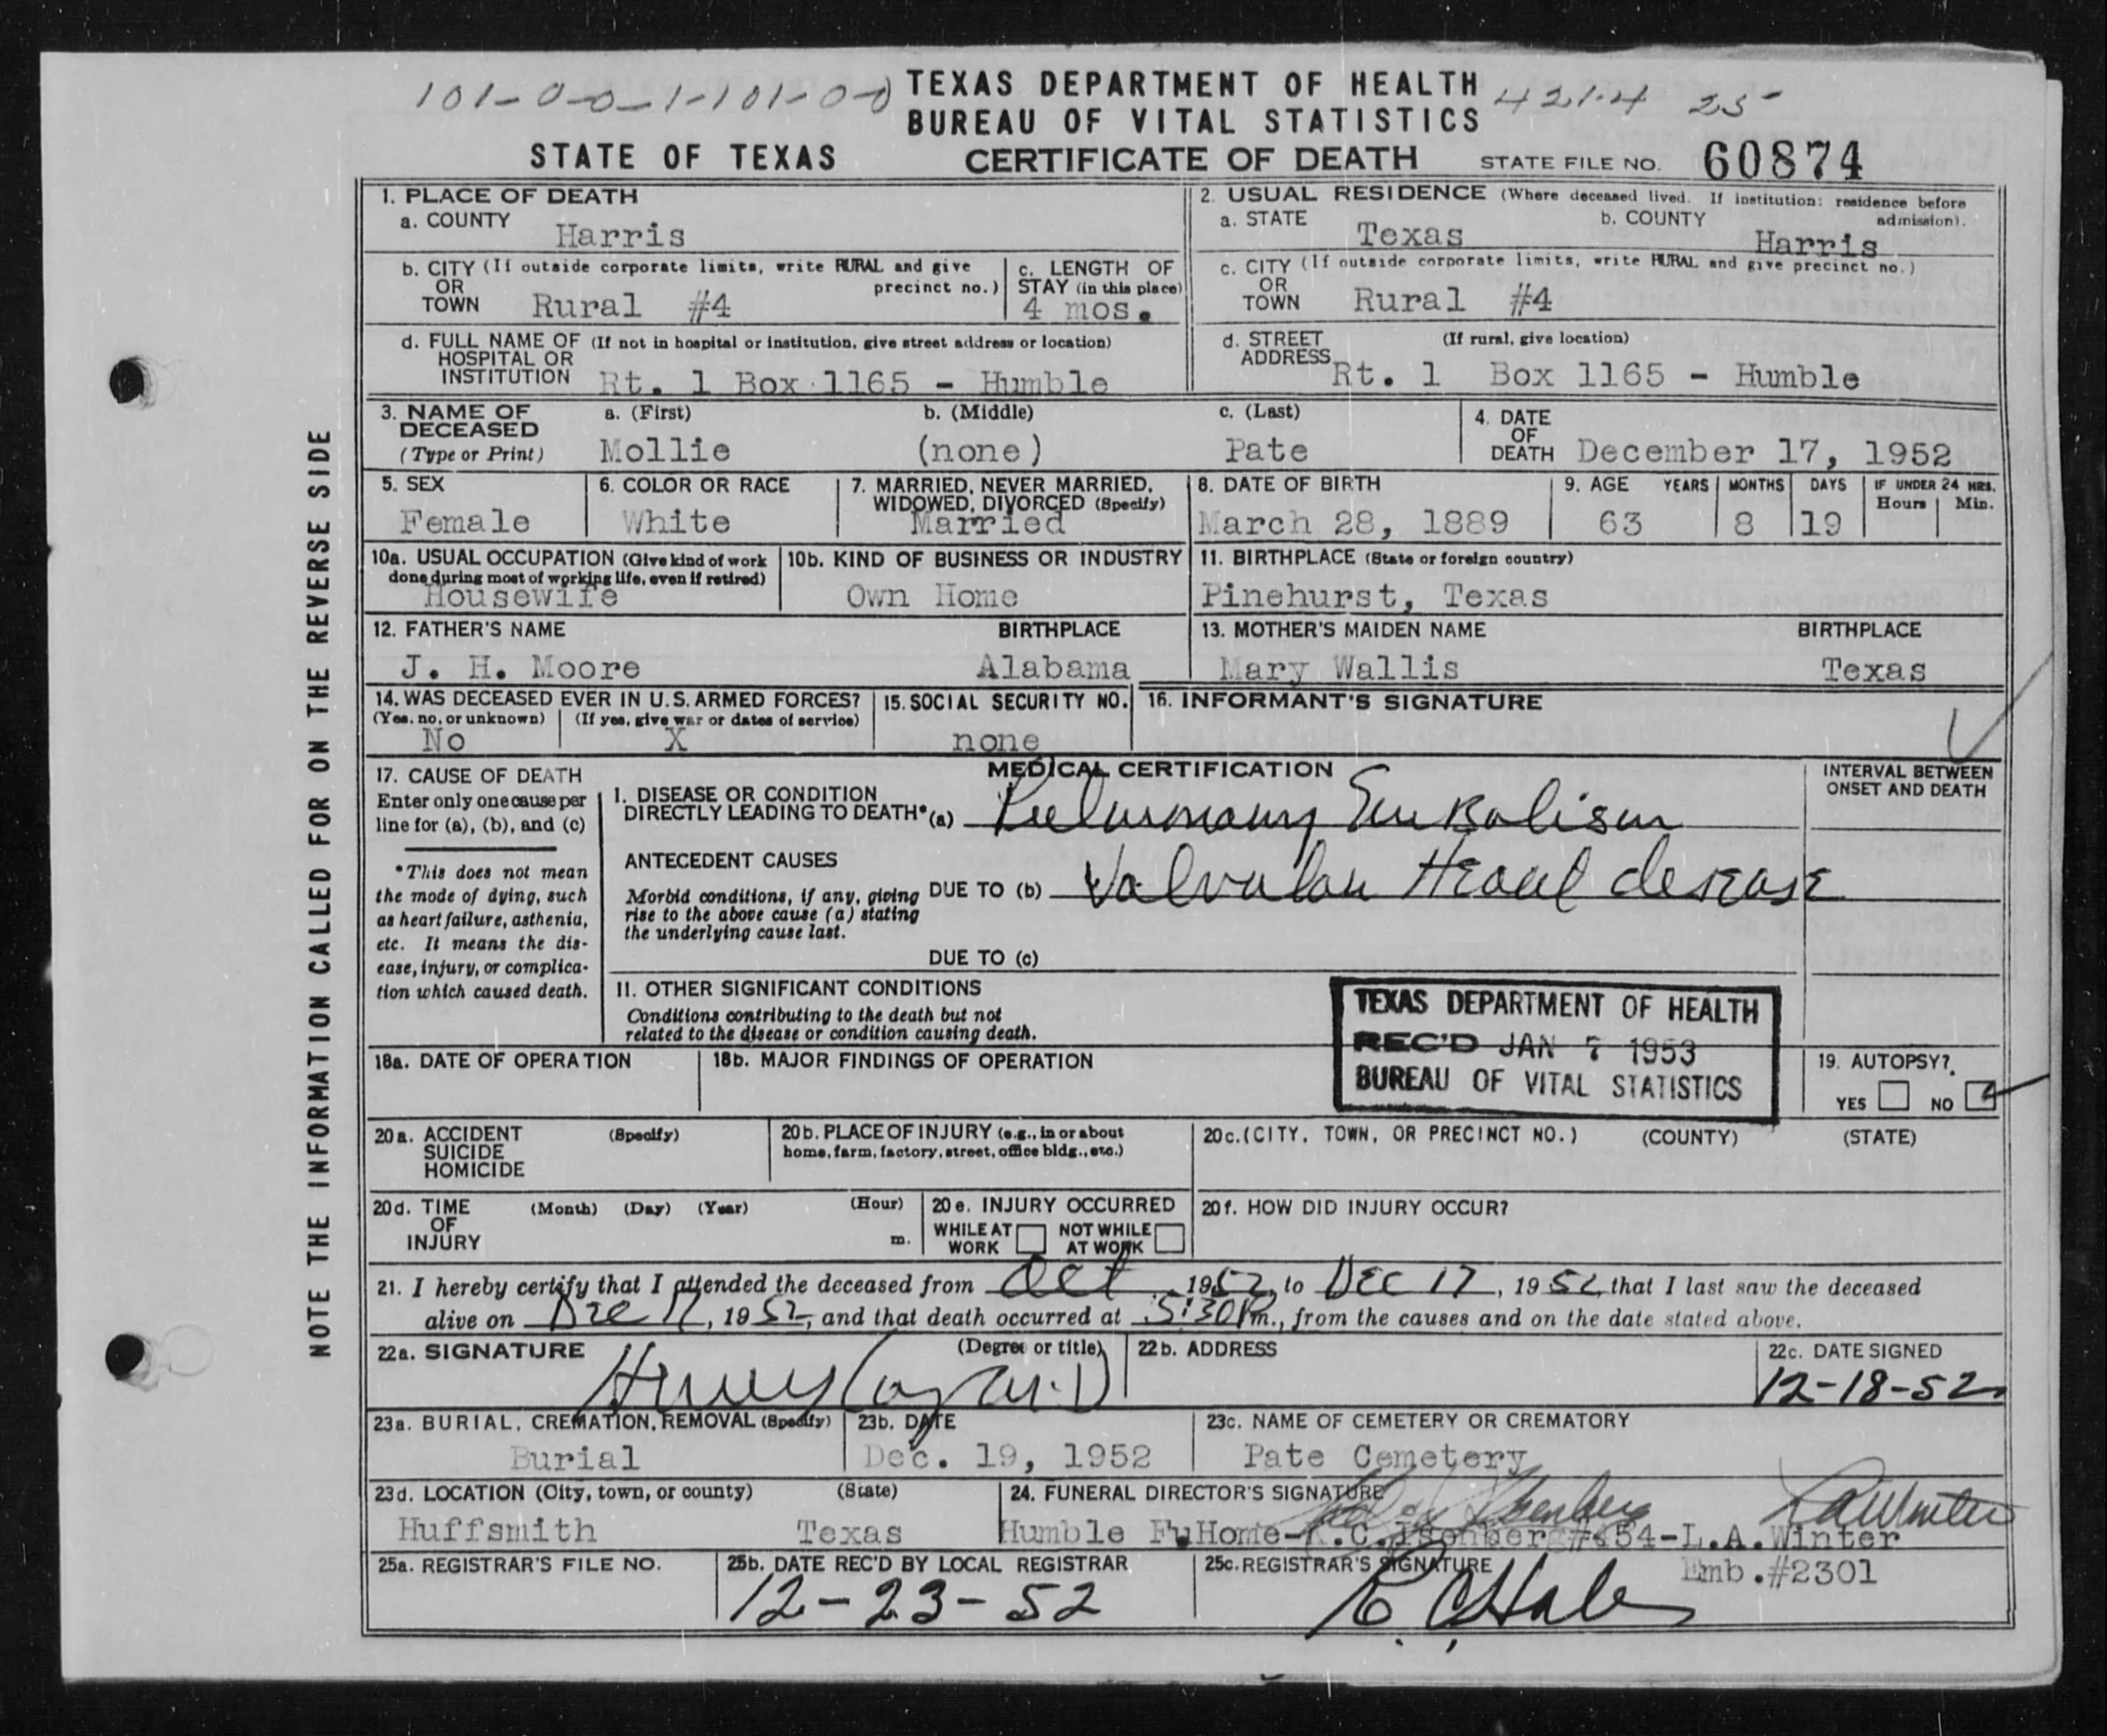 101-0-0-1-101-0-0 TEXAS DEPARTMENT OF HEALTH 421.4 25-
BUREAU OF VITAL STATISTICS
STATE OF TEXAS CERTIFICATE OF DEATH STATE FILE NO. 60874
NOTE THE INFORMATION CALLED FOR ON THE REVERSE SIDE
1. PLACE OF DEATH
a. COUNTY
Harris
2. USUAL RESIDENCE (Where deceased lived. If institution: residence before admission).
a. STATE Texas b. COUNTY Harris
b. CITY (If outside corporate limits, write RURAL and give precinct no.)
OR
TOWN Rural #4
c. LENGTH OF
STAY (in this place)
4 mos.
c. CITY (If outside corporate limits, write RURAL and give precinct no.)
OR
TOWN Rural #4
d. FULL NAME OF (If not in hospital or institution, give street address or location)
HOSPITAL OR
INSTITUTION Rt. 1 Box 1165 - Humble
d. STREET (If rural, give location)
ADDRESS Rt. 1 Box 1165 - Humble
3. NAME OF a. (First) b. (Middle) c. (Last)
DECEASED
(Type or Print) Mollie (none) Pate
4. DATE
OF
DEATH December 17, 1952
5. SEX
Female
6. COLOR OR RACE
White
7. MARRIED, NEVER MARRIED,
WIDOWED, DIVORCED (Specify)
Married
8. DATE OF BIRTH
March 28, 1889
9. AGE YEARS MONTHS DAYS IF UNDER 24 HRS.
Hours Min.
63 8 19
10a. USUAL OCCUPATION (Give kind of work
done during most of working life, even if retired)
Housewife
10b. KIND OF BUSINESS OR INDUSTRY
Own Home
11. BIRTHPLACE (State or foreign country)
Pinehurst, Texas
12. FATHER'S NAME BIRTHPLACE
J. H. Moore Alabama
13. MOTHER'S MAIDEN NAME BIRTHPLACE
Mary Wallis Texas
14. WAS DECEASED EVER IN U.S. ARMED FORCES?
(Yes, no, or unknown) (If yes, give war or dates of service)
No X
15. SOCIAL SECURITY NO.
none
16. INFORMANT'S SIGNATURE
17. CAUSE OF DEATH
Enter only one cause per
line for (a), (b), and (c)
*This does not mean
the mode of dying, such
as heart failure, asthenia,
etc. It means the dis-
ease, injury, or complica-
tion which caused death.
MEDICAL CERTIFICATION
INTERVAL BETWEEN
ONSET AND DEATH
I. DISEASE OR CONDITION
DIRECTLY LEADING TO DEATH* (a) Pulmonary Embolism
ANTECEDENT CAUSES
Morbid conditions, if any, giving
rise to the above cause (a) stating
the underlying cause last.
DUE TO (b) Valvular Heart disease
DUE TO (c)
II. OTHER SIGNIFICANT CONDITIONS
Conditions contributing to the death but not
related to the disease or condition causing death.
TEXAS DEPARTMENT OF HEALTH
REC'D JAN 7 1953
BUREAU OF VITAL STATISTICS
18a. DATE OF OPERATION
18b. MAJOR FINDINGS OF OPERATION
19. AUTOPSY?
YES NO
20a. ACCIDENT (Specify)
SUICIDE
HOMICIDE
20b. PLACE OF INJURY (e.g., in or about
home, farm, factory, street, office bldg., etc.)
20c. (CITY, TOWN, OR PRECINCT NO.) (COUNTY) (STATE)
20d. TIME (Month) (Day) (Year) (Hour)
OF
INJURY m.
20e. INJURY OCCURRED
WHILE AT WORK NOT WHILE AT WORK
20f. HOW DID INJURY OCCUR?
21. I hereby certify that I attended the deceased from Oct, 1952, to Dec 17, 1952, that I last saw the deceased
alive on Dec 17, 1952, and that death occurred at 5:30 P m., from the causes and on the date stated above.
22a. SIGNATURE (Degree or title)
M.D
22b. ADDRESS
22c. DATE SIGNED
12-18-52
23a. BURIAL, CREMATION, REMOVAL (Specify)
Burial
23b. DATE
Dec. 19, 1952
23c. NAME OF CEMETERY OR CREMATORY
Pate Cemetery
23d. LOCATION (City, town, or county) (State)
Huffsmith Texas
24. FUNERAL DIRECTOR'S SIGNATURE
LAWinter
Humble F. Home- .C.Isenberg# 54-L.A.Winter
Emb.#2301
25a. REGISTRAR'S FILE NO.
25b. DATE REC'D BY LOCAL REGISTRAR
12-23-52
25c. REGISTRAR'S SIGNATURE